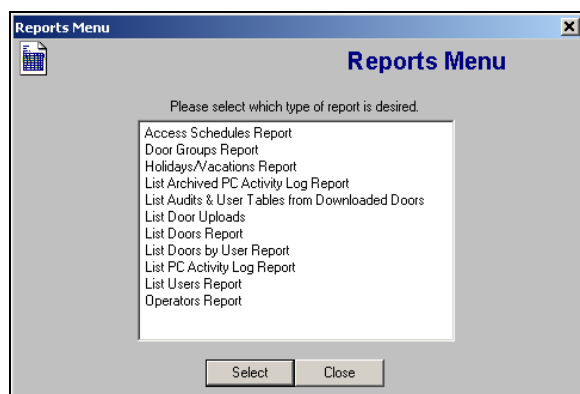 Reports Menu
Reports Menu
Please select which type of report is desired.
Access Schedules Report
Door Groups Report
Holidays/Vacations Report
List Archived PC Activity Log Report
List Audits & User Tables from Downloaded Doors
List Door Uploads
List Doors Report
List Doors by User Report
List PC Activity Log Report
List Users Report
Operators Report
Select Close